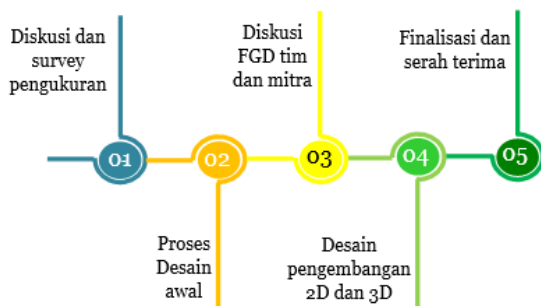 Diskusi dan
survey
pengukuran
01
Proses
Desain
awal
02
Diskusi
FGD tim
dan mitra
03
Desain
pengembangan
2D dan 3D
04
Finalisasi dan
serah terima
05